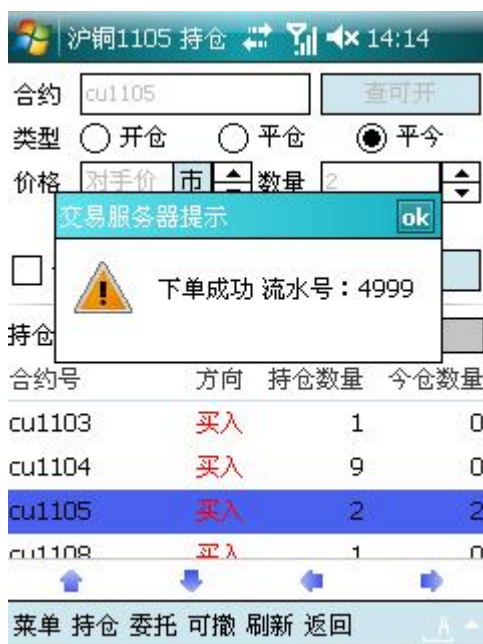 沪铜1105 持仓 14:14
合约 cu1105 查可开
类型 开仓 平仓 平今
价格 对手价 市 数量 2
交易服务器提示 ok
下单成功 流水号：4999
持仓
合约号 方向 持仓数量 今仓数量
cu1103 买入 1 0
cu1104 买入 9 0
cu1105 买入 2 2
cu1108 买入 1 0
菜单 持仓 委托 可撤 刷新 返回 A